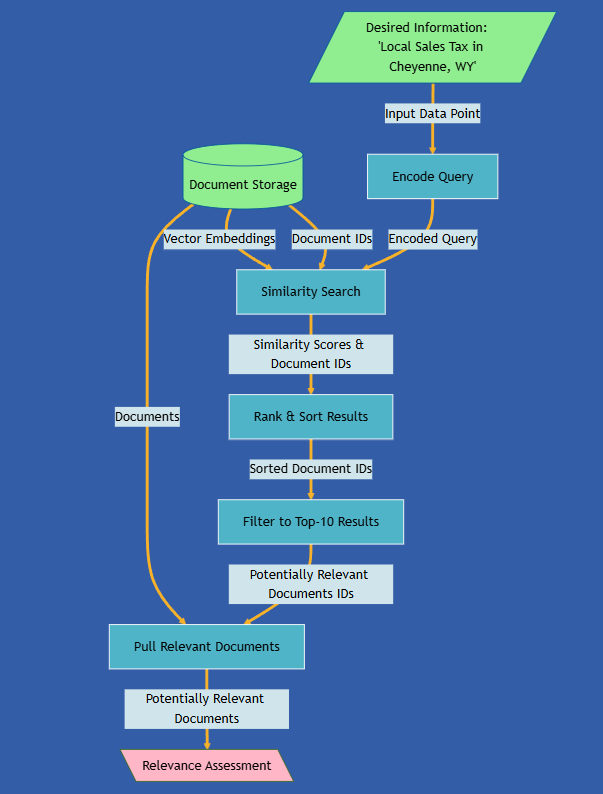 Desired Information:
'Local Sales Tax in
Cheyenne, WY'
Input Data Point
Encode Query
Document Storage
Vector Embeddings
Document IDs
Encoded Query
Similarity Search
Similarity Scores &
Document IDs
Documents
Rank & Sort Results
Sorted Document IDs
Filter to Top-10 Results
Potentially Relevant
Documents IDs
Pull Relevant Documents
Potentially Relevant
Documents
Relevance Assessment